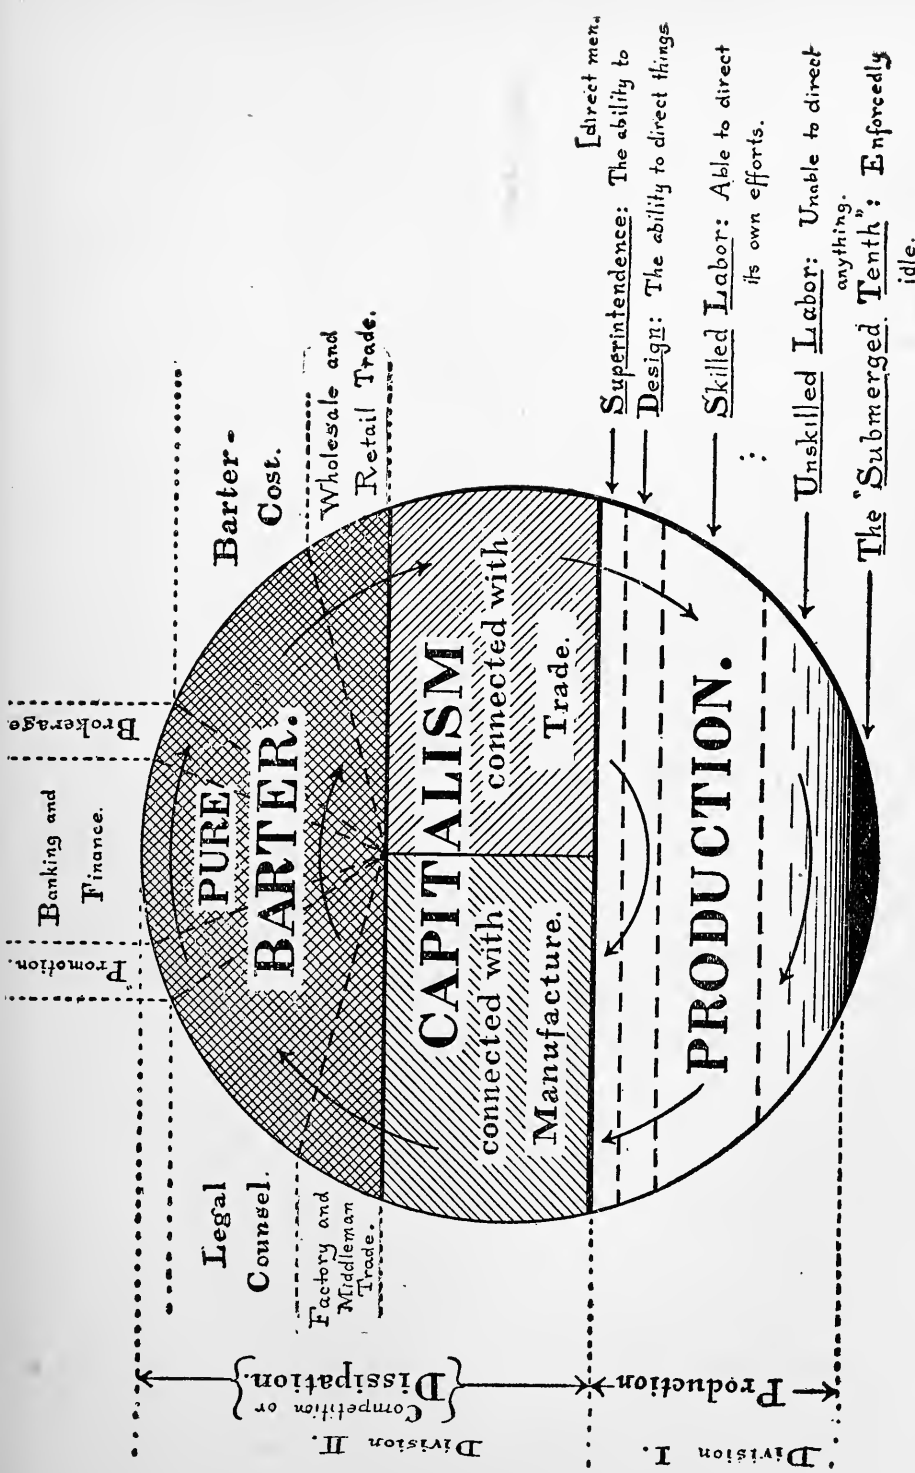 Promotion.
Banking and
Finance.
Brokerage
Legal
Counsel.
Barter-
Cost.
Factory and
Middleman
Trade.
Wholesale and
Retail Trade.
PURE
BARTER.
CAPITALISM
connected with
Manufacture.
connected with
Trade.
PRODUCTION.
Division II.
Competition or
Dissipation.
Division I.
Production
[direct men.
Superintendence: The ability to
Design: The ability to direct things
Skilled Labor: Able to direct
its own efforts.
Unskilled Labor: Unable to direct
anything.
The "Submerged Tenth": Enforcedly
idle.